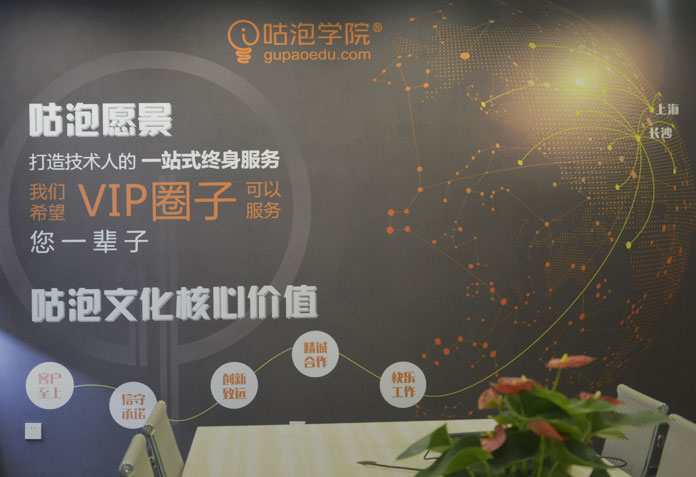 咕泡学院®
gupaoedu.com
上海
长沙
咕泡愿景
打造技术人的 一站式终身服务
我们希望 VIP圈子 可以服务
您一辈子
咕泡文化核心价值
客户至上
信守承诺
创新致远
精诚合作
快乐工作